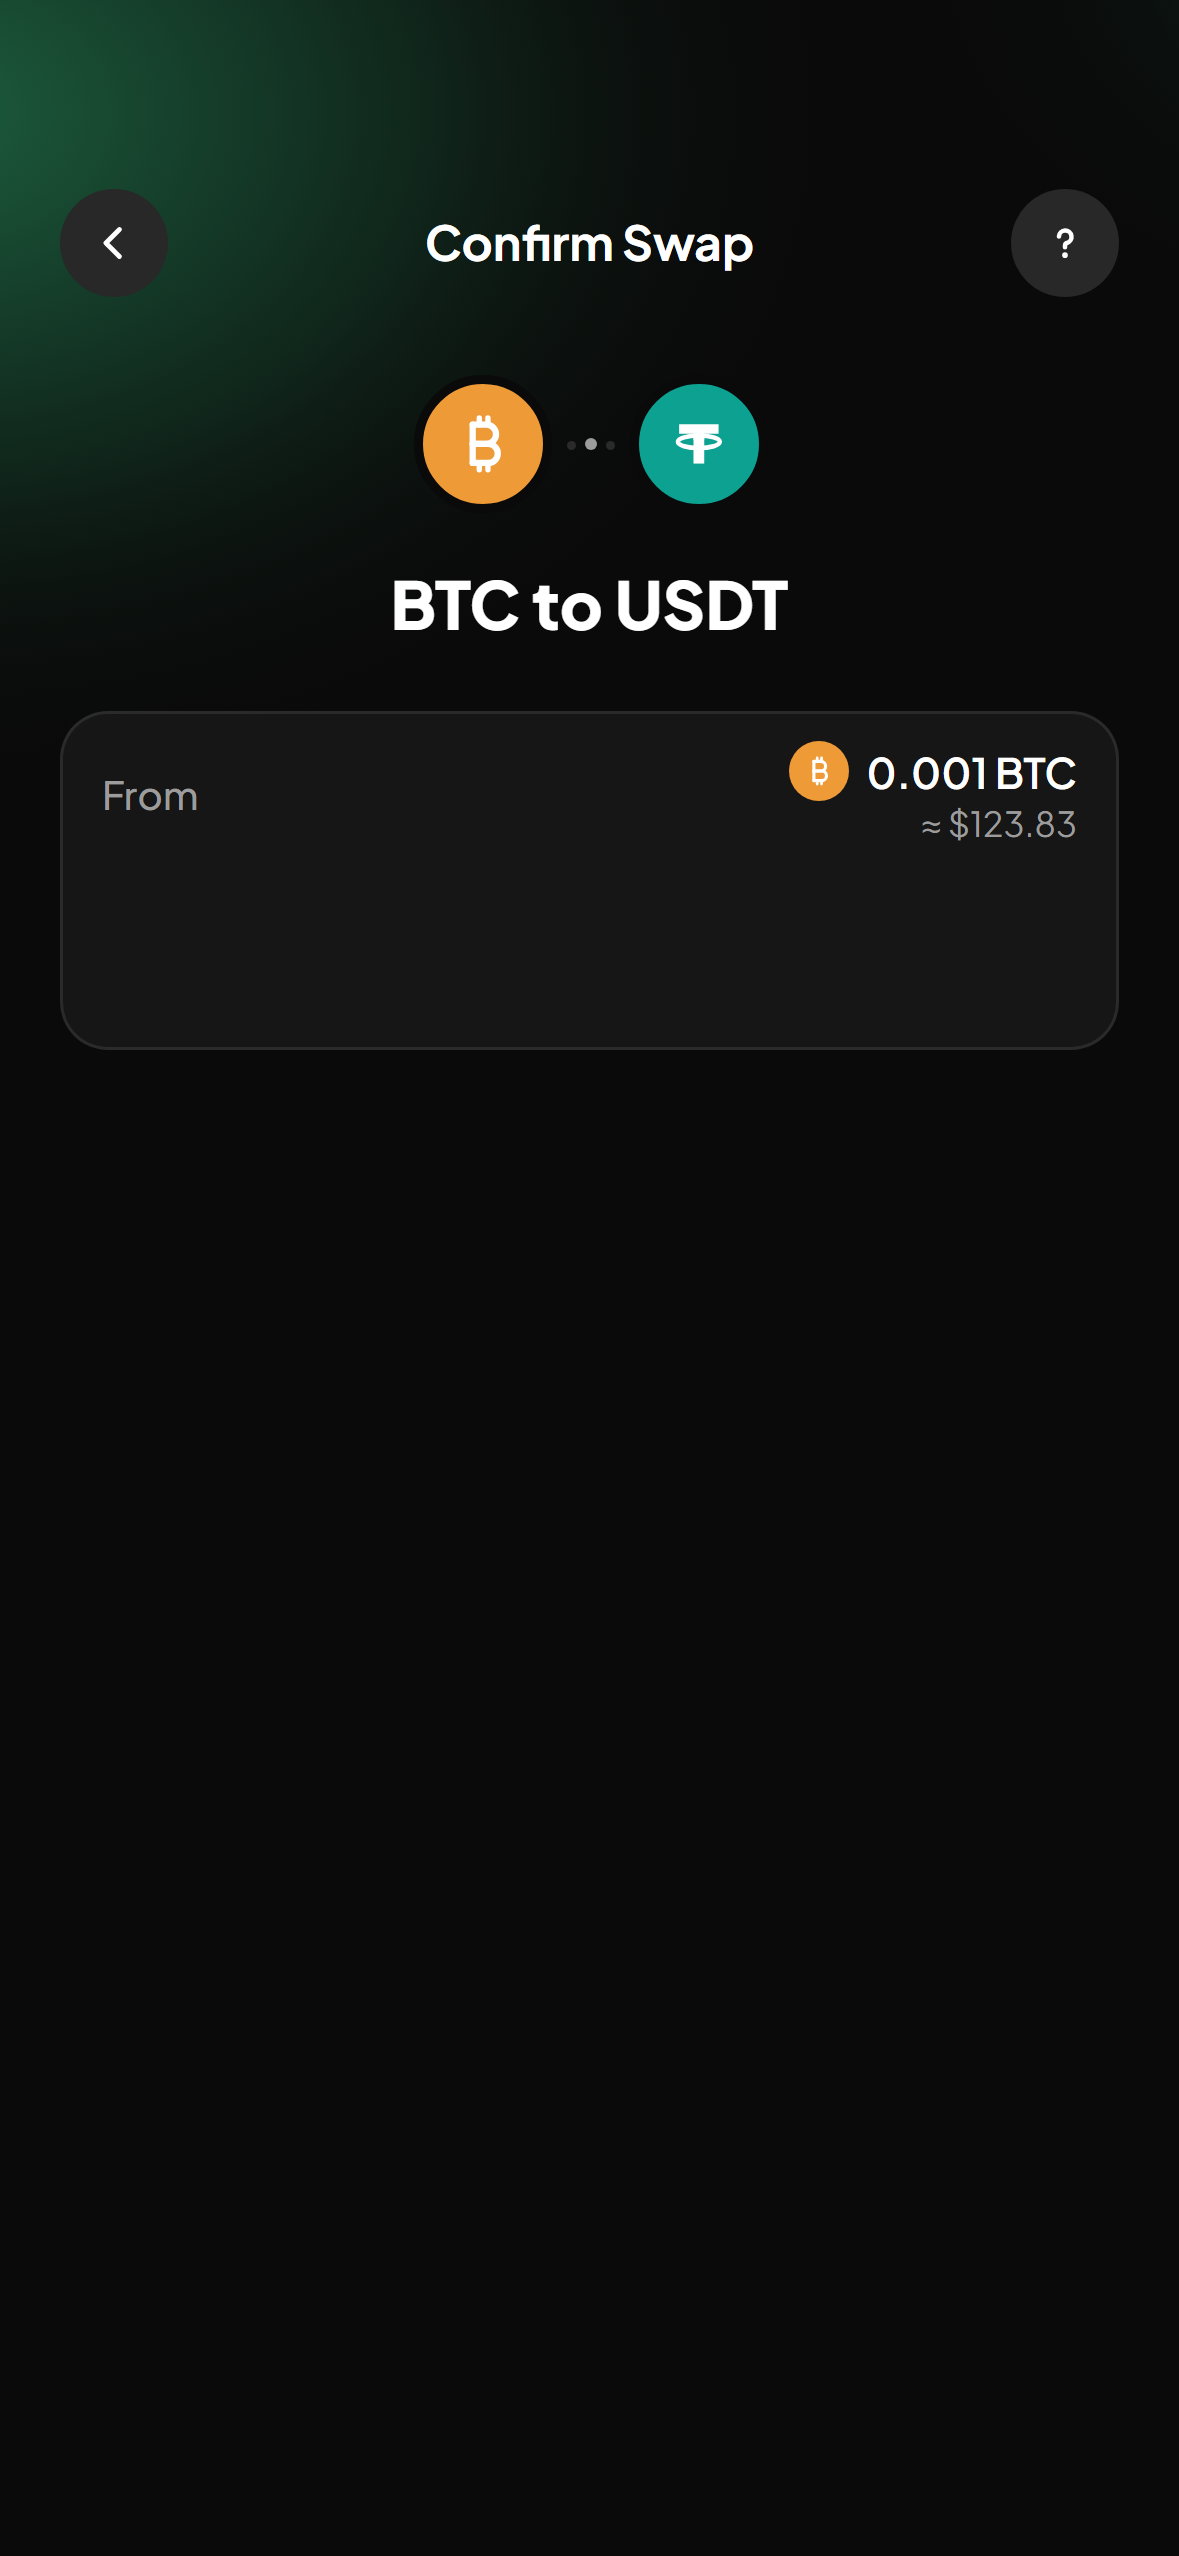 Confirm Swap
?
BTC to USDT
From
0.001 BTC
≈ $123.83